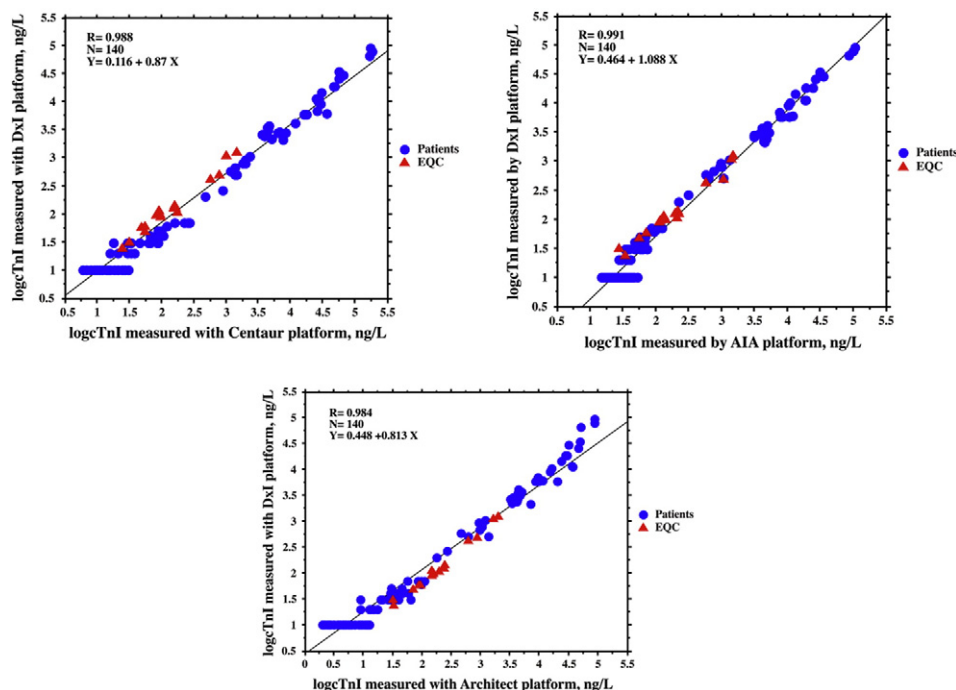 5.5
5
4.5
4
3.5
3
2.5
2
1.5
1
0.5
logcTnI measured with DxI platform, ng/L
R= 0.988
N= 140
Y= 0.116 + 0.87 X
Patients
EQC
0.5 1 1.5 2 2.5 3 3.5 4 4.5 5 5.5
logcTnI measured with Centaur platform, ng/L
5.5
5
4.5
4
3.5
3
2.5
2
1.5
1
0.5
logcTnI measured by DxI platform, ng/L
R= 0.991
N= 140
Y= 0.464 + 1.088 X
Patients
EQC
0.5 1 1.5 2 2.5 3 3.5 4 4.5 5 5.5
logcTnI measured by AIA platform, ng/L
5.5
5
4.5
4
3.5
3
2.5
2
1.5
1
0.5
logcTnI measured with DxI platform, ng/L
R= 0.984
N= 140
Y= 0.448 +0.813 X
Patients
EQC
0 0.5 1 1.5 2 2.5 3 3.5 4 4.5 5 5.5
logcTnI measured with Architect platform, ng/L